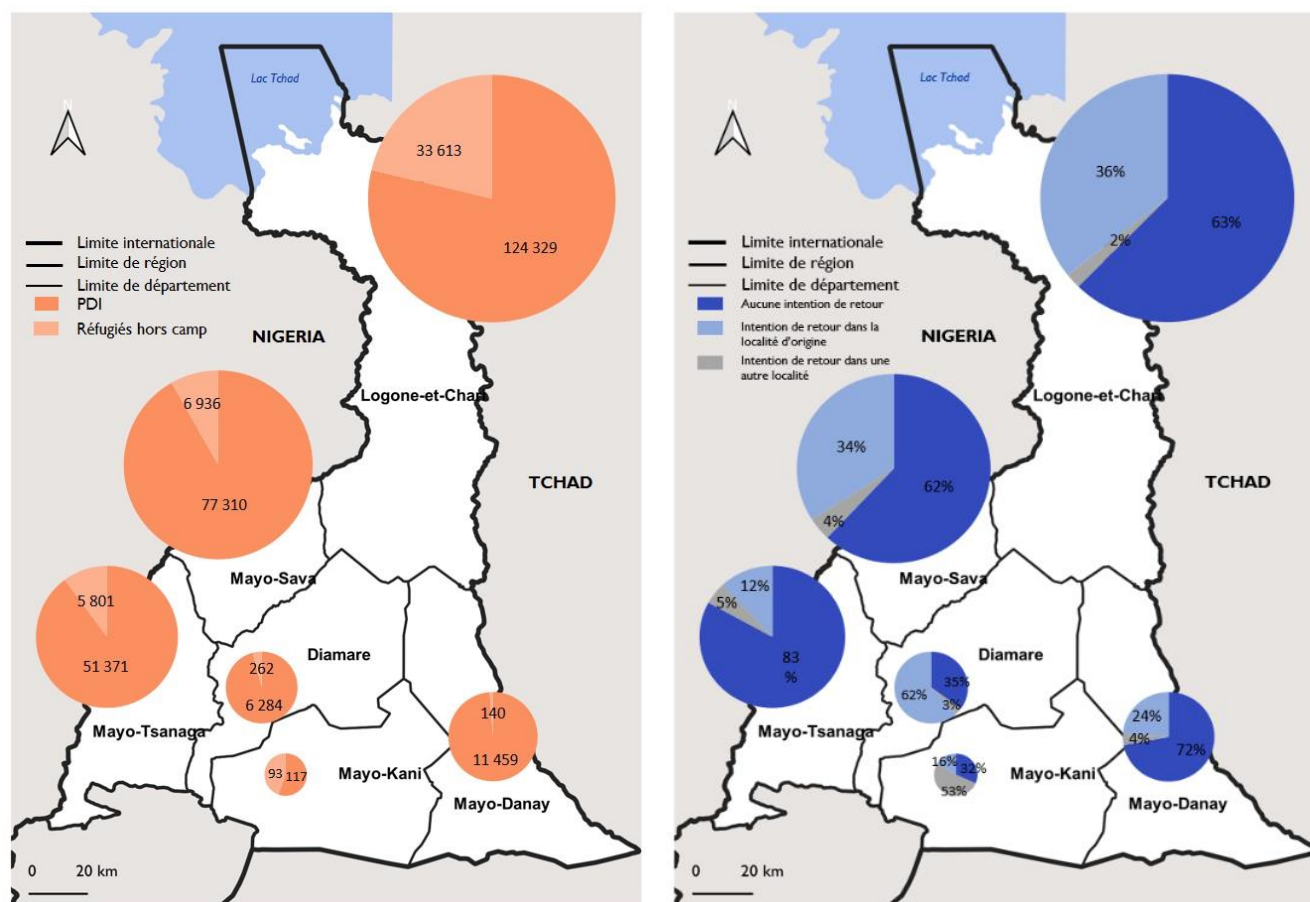 Lac Tchad
N
33 613
124 329
Limite internationale
Limite de région
Limite de département
PDI
Réfugiés hors camp
NIGERIA
Logone-et-Chari
6 936
77 310
TCHAD
Mayo-Sava
5 801
51 371
Diamare
262
6 284
Mayo-Tsanaga
140
11 459
93
117
Mayo-Kani
Mayo-Danay
0 20 km
Lac Tchad
N
36%
63%
2%
Limite internationale
Limite de région
Limite de département
Aucune intention de retour
Intention de retour dans la
localité d'origine
Intention de retour dans une
autre localité
NIGERIA
Logone-et-Chari
34%
62%
4%
TCHAD
Mayo-Sava
12%
5%
83
%
Diamare
35%
62%
3%
Mayo-Tsanaga
24%
4%
72%
16%
32%
53%
Mayo-Kani
Mayo-Danay
0 20 km